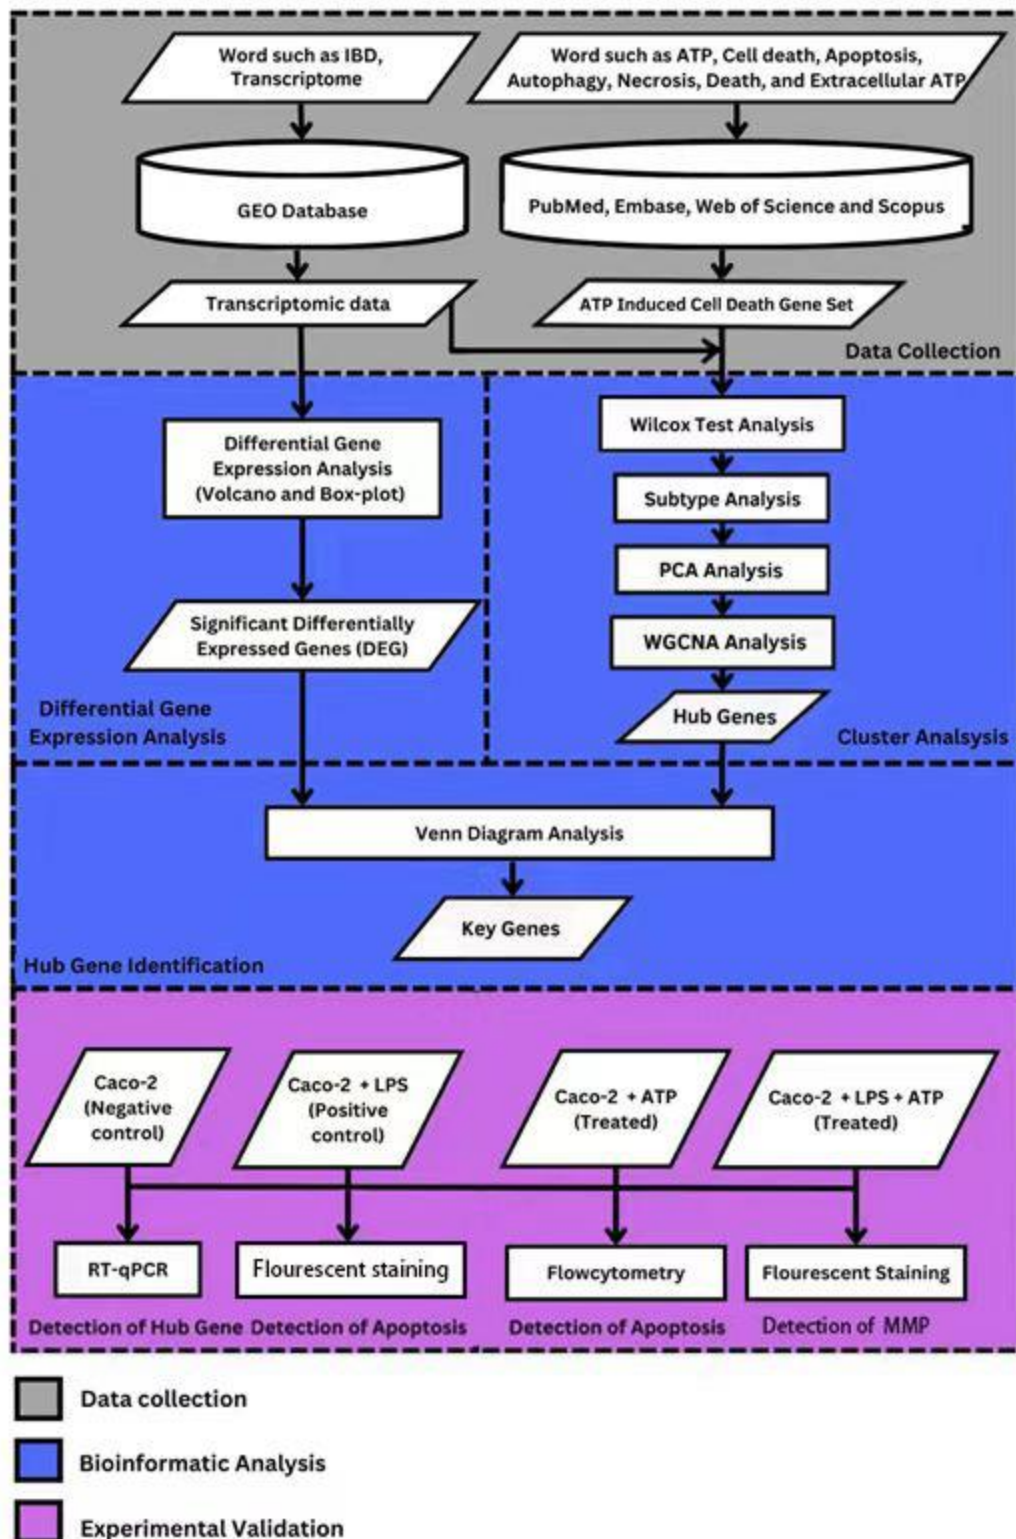 Word such as IBD,
Transcriptome
Word such as ATP, Cell death, Apoptosis,
Autophagy, Necrosis, Death, and Extracellular ATP
GEO Database
PubMed, Embase, Web of Science and Scopus
Transcriptomic data
ATP Induced Cell Death Gene Set
Data Collection
Differential Gene
Expression Analysis
(Volcano and Box-plot)
Significant Differentially
Expressed Genes (DEG)
Differential Gene
Expression Analysis
Wilcox Test Analysis
Subtype Analysis
PCA Analysis
WGCNA Analysis
Hub Genes
Cluster Analsysis
Venn Diagram Analysis
Key Genes
Hub Gene Identification
Caco-2
(Negative
control)
Caco-2 + LPS
(Positive
control)
Caco-2 + ATP
(Treated)
Caco-2 + LPS + ATP
(Treated)
RT-qPCR
Flourescent staining
Flowcytometry
Flourescent Staining
Detection of Hub Gene
Detection of Apoptosis
Detection of Apoptosis
Detection of MMP
Data collection
Bioinformatic Analysis
Experimental Validation